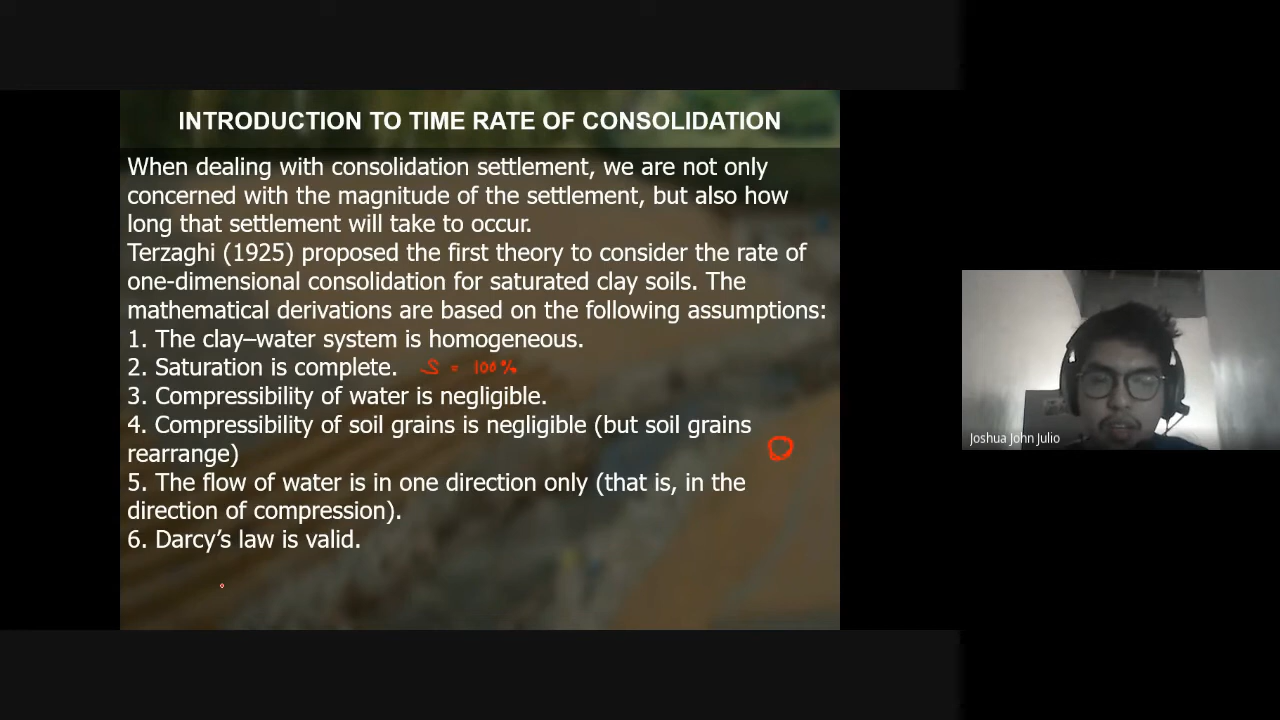 INTRODUCTION TO TIME RATE OF CONSOLIDATION
When dealing with consolidation settlement, we are not only
concerned with the magnitude of the settlement, but also how
long that settlement will take to occur.
Terzaghi (1925) proposed the first theory to consider the rate of
one-dimensional consolidation for saturated clay soils. The
mathematical derivations are based on the following assumptions:
1. The clay–water system is homogeneous.
2. Saturation is complete. S = 100%
3. Compressibility of water is negligible.
4. Compressibility of soil grains is negligible (but soil grains
rearrange)
5. The flow of water is in one direction only (that is, in the
direction of compression).
6. Darcy’s law is valid.
Joshua John Julio